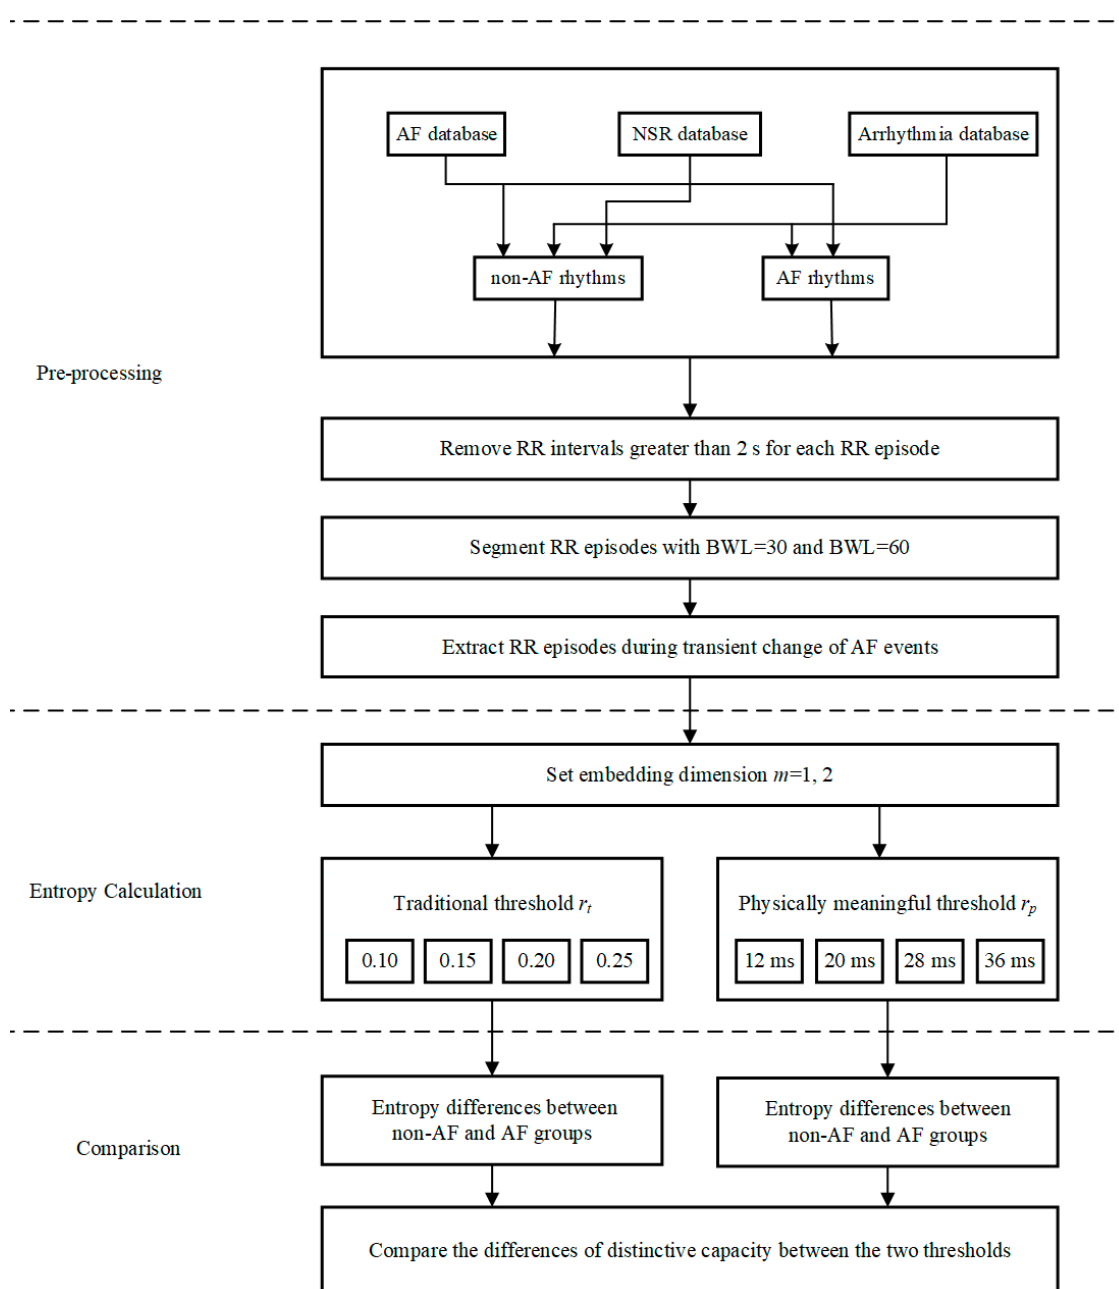 AF database
NSR database
Arrhythmia database
non-AF rhythms
AF rhythms
Pre-processing
Remove RR intervals greater than 2 s for each RR episode
Segment RR episodes with BWL=30 and BWL=60
Extract RR episodes during transient change of AF events
Set embedding dimension m=1, 2
Entropy Calculation
Traditional threshold rt
0.10
0.15
0.20
0.25
Physically meaningful threshold rp
12 ms
20 ms
28 ms
36 ms
Comparison
Entropy differences between
non-AF and AF groups
Entropy differences between
non-AF and AF groups
Compare the differences of distinctive capacity between the two thresholds